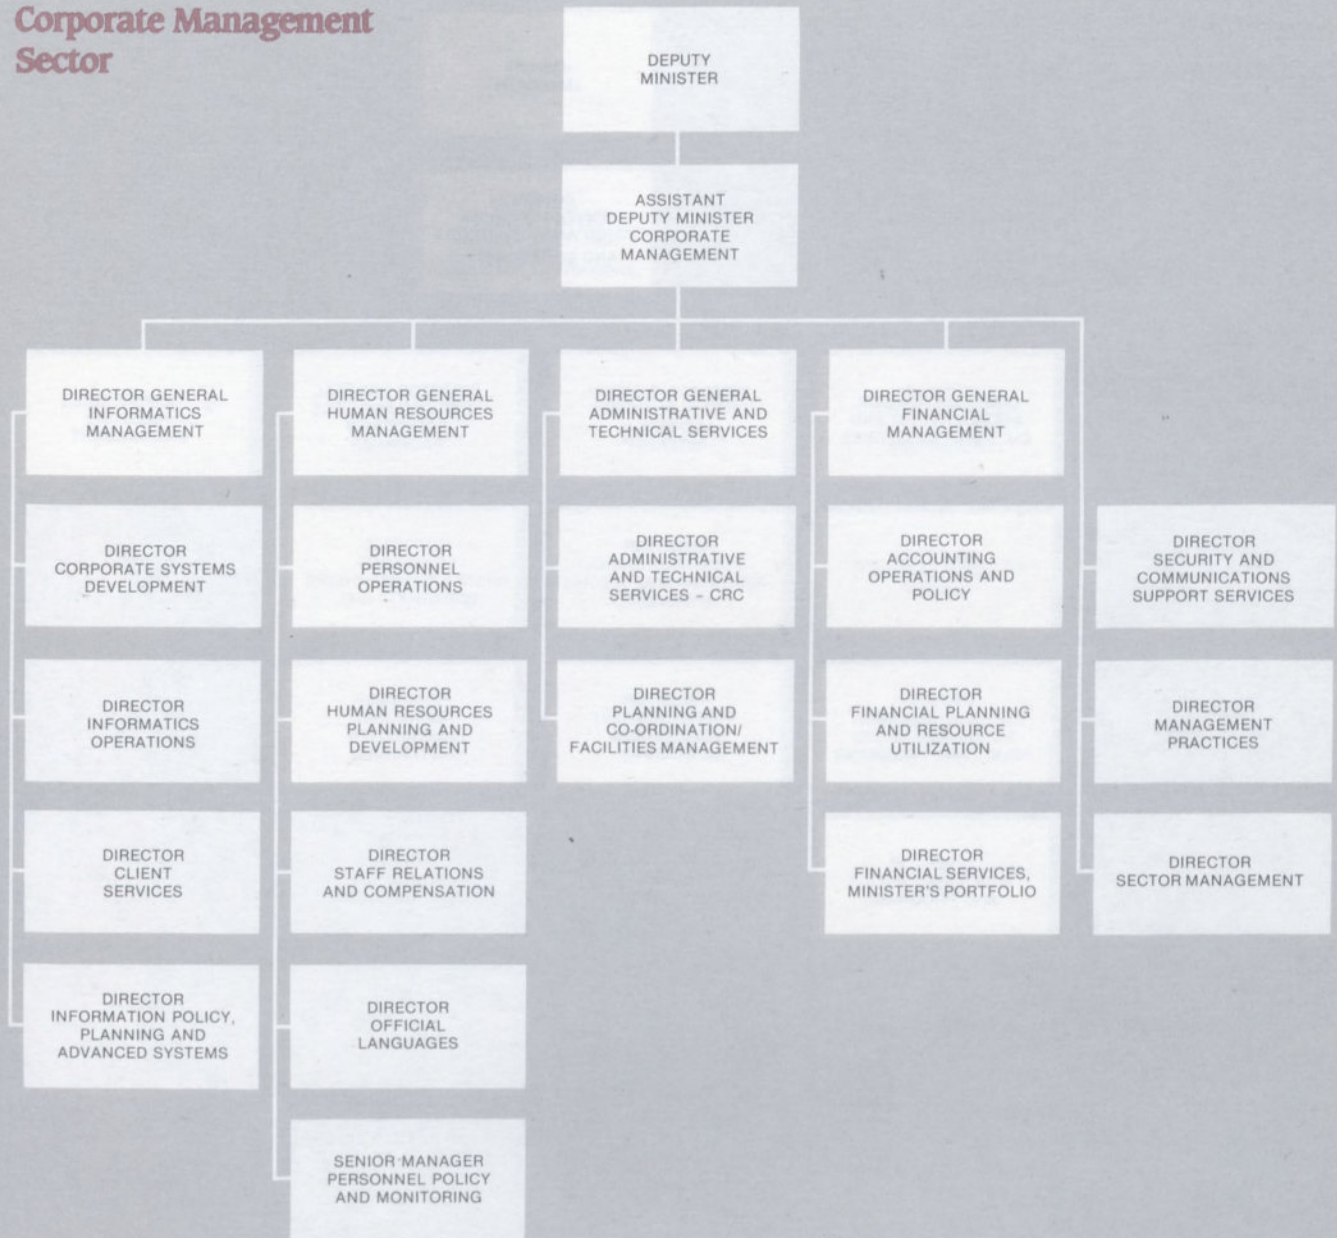 Corporate Management
Sector
DEPUTY
MINISTER
ASSISTANT
DEPUTY MINISTER
CORPORATE
MANAGEMENT
DIRECTOR GENERAL
INFORMATICS
MANAGEMENT
DIRECTOR
CORPORATE SYSTEMS
DEVELOPMENT
DIRECTOR
INFORMATICS
OPERATIONS
DIRECTOR
CLIENT
SERVICES
DIRECTOR
INFORMATION POLICY,
PLANNING AND
ADVANCED SYSTEMS
DIRECTOR GENERAL
HUMAN RESOURCES
MANAGEMENT
DIRECTOR
PERSONNEL
OPERATIONS
DIRECTOR
HUMAN RESOURCES
PLANNING AND
DEVELOPMENT
DIRECTOR
STAFF RELATIONS
AND COMPENSATION
DIRECTOR
OFFICIAL
LANGUAGES
SENIOR MANAGER
PERSONNEL POLICY
AND MONITORING
DIRECTOR GENERAL
ADMINISTRATIVE AND
TECHNICAL SERVICES
DIRECTOR
ADMINISTRATIVE
AND TECHNICAL
SERVICES – CRC
DIRECTOR
PLANNING AND
CO-ORDINATION/
FACILITIES MANAGEMENT
DIRECTOR GENERAL
FINANCIAL
MANAGEMENT
DIRECTOR
ACCOUNTING
OPERATIONS AND
POLICY
DIRECTOR
FINANCIAL PLANNING
AND RESOURCE
UTILIZATION
DIRECTOR
FINANCIAL SERVICES,
MINISTER'S PORTFOLIO
DIRECTOR
SECURITY AND
COMMUNICATIONS
SUPPORT SERVICES
DIRECTOR
MANAGEMENT
PRACTICES
DIRECTOR
SECTOR MANAGEMENT